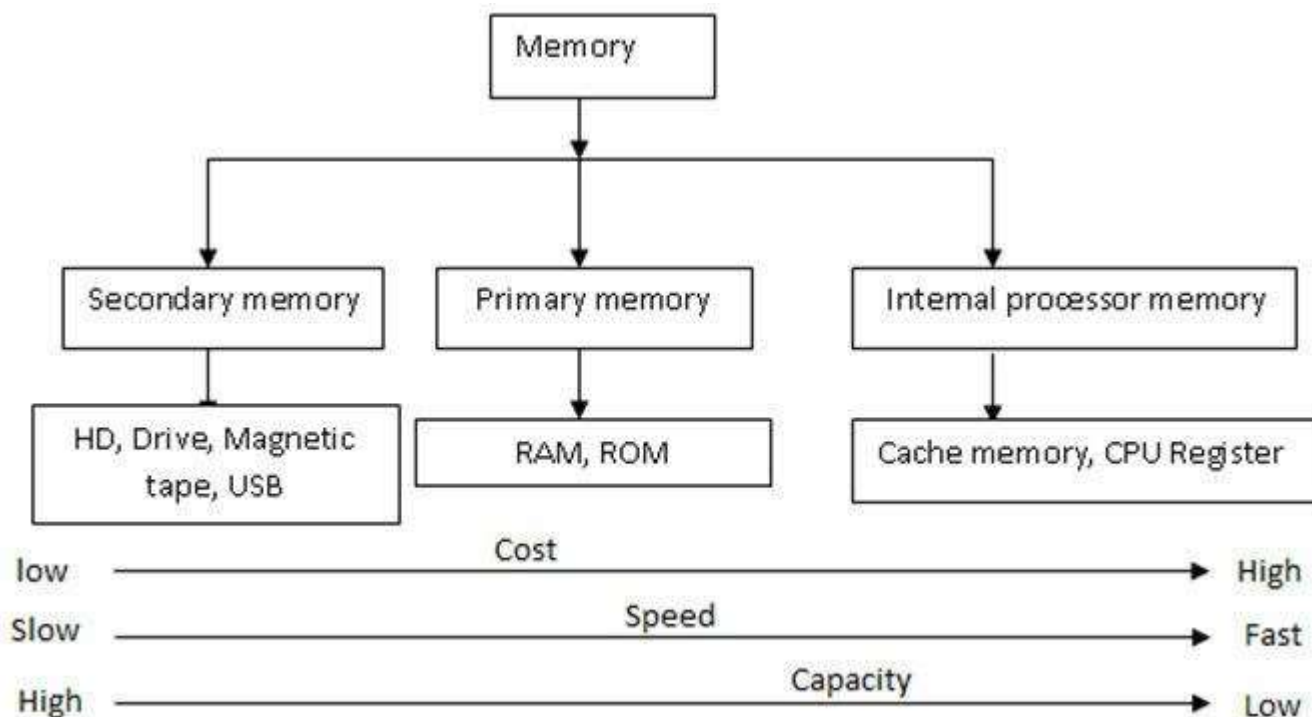 Memory
Secondary memory
Primary memory
Internal processor memory
HD, Drive, Magnetic
tape, USB
RAM, ROM
Cache memory, CPU Register
Cost
low
High
Speed
Slow
Fast
Capacity
High
Low